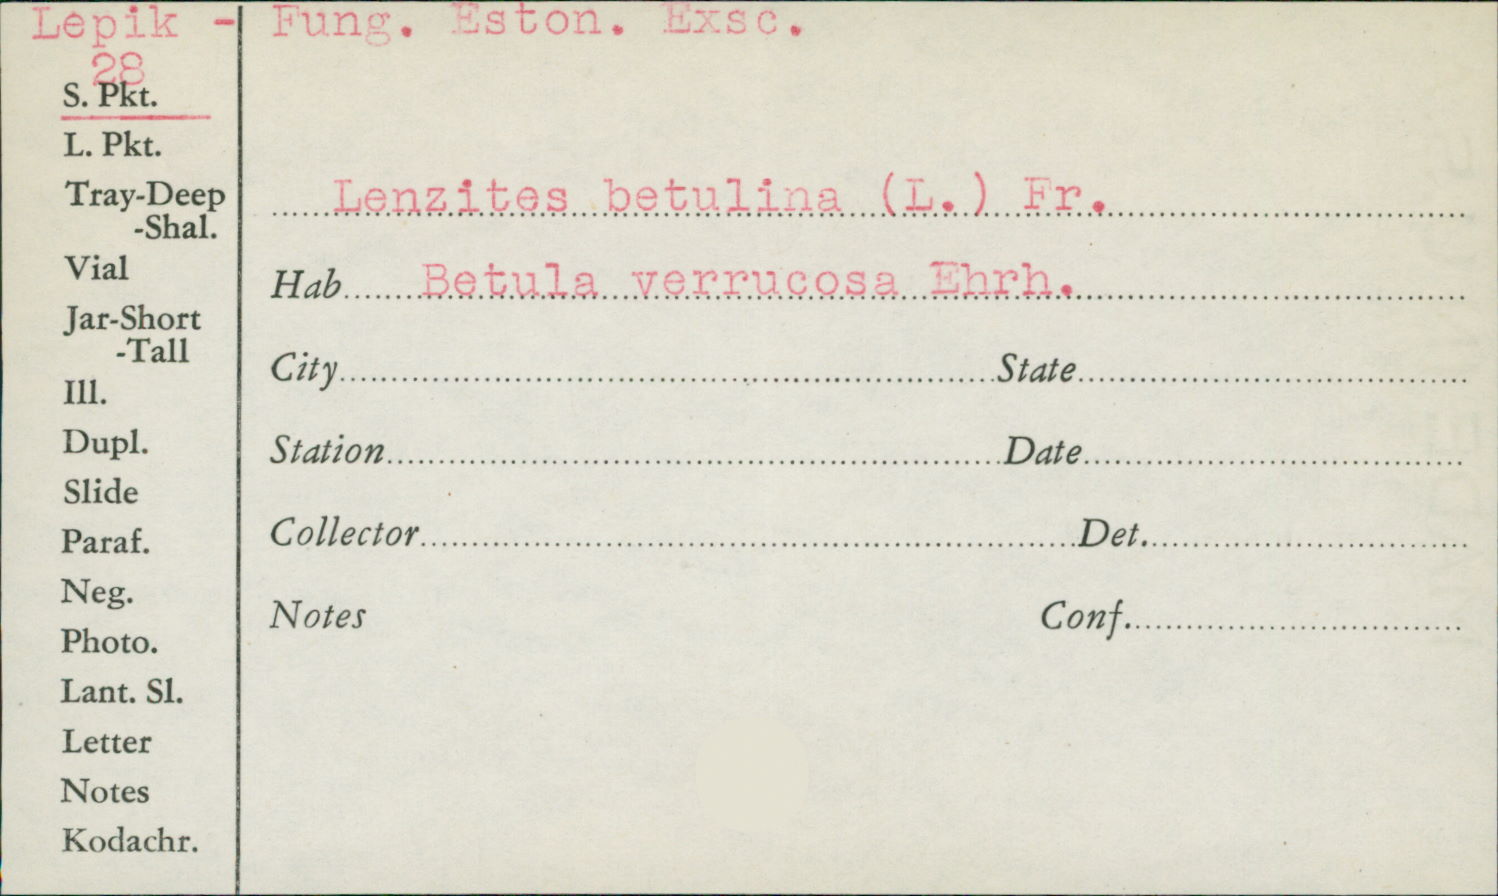 Lepik - Fung. Eston. Exsc.
28
S. Pkt.
L. Pkt.
Tray-Deep
-Shal.
Vial
Jar-Short
-Tall
Ill.
Dupl.
Slide
Paraf.
Neg.
Photo.
Lant. Sl.
Letter
Notes
Kodachr.
Lenzites betulina (L.) Fr.
Hab. Betula verrucosa Ehrh.
City State
Station Date
Collector Det.
Notes Conf.